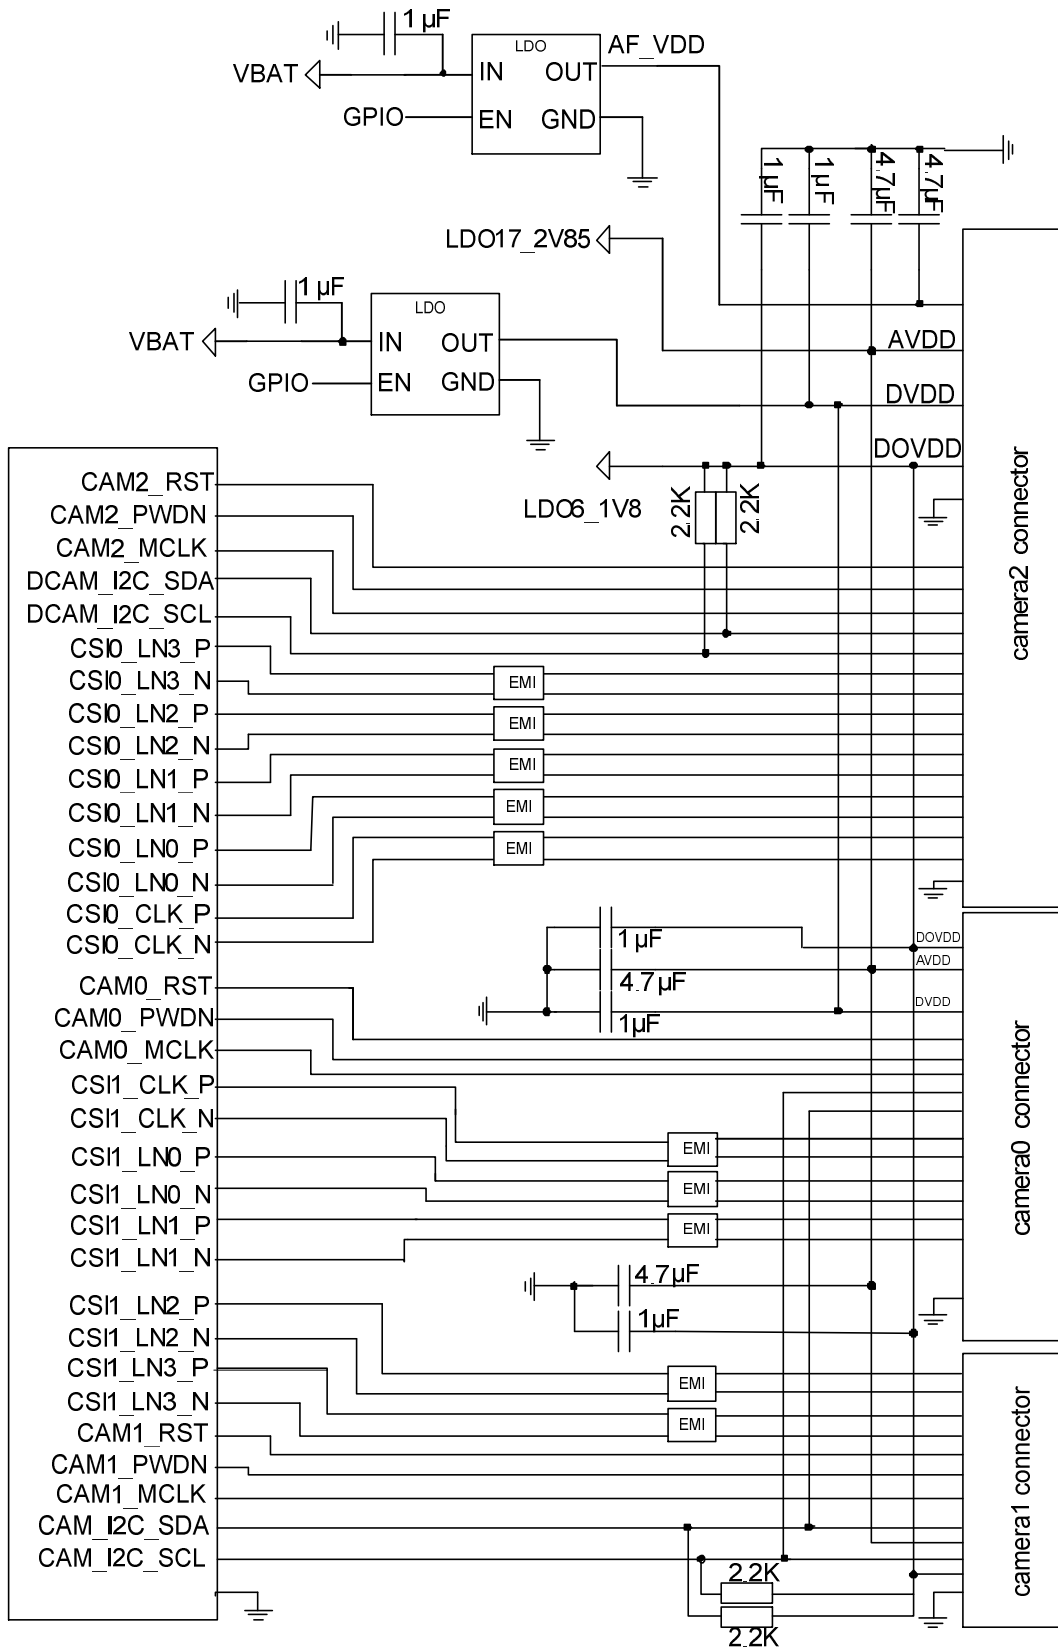 1μF
LDO
AF_VDD
VBAT
IN
OUT
GPIO
EN
GND
1μF
1μF
4.7μF
4.7μF
LDO17_2V85
1μF
LDO
VBAT
IN
OUT
AVDD
GPIO
EN
GND
DVDD
DOVDD
LDO6_1V8
2.2K
2.2K
camera2 connector
CAM2_RST
CAM2_PWDN
CAM2_MCLK
DCAM_I2C_SDA
DCAM_I2C_SCL
CSI0_LN3_P
CSI0_LN3_N
EMI
CSI0_LN2_P
EMI
CSI0_LN2_N
EMI
CSI0_LN1_P
CSI0_LN1_N
EMI
CSI0_LN0_P
EMI
CSI0_LN0_N
CSI0_CLK_P
CSI0_CLK_N
1μF
DOVDD
AVDD
4.7μF
DVDD
1μF
CAM0_RST
CAM0_PWDN
CAM0_MCLK
camera0 connector
CSI1_CLK_P
CSI1_CLK_N
EMI
CSI1_LN0_P
CSI1_LN0_N
EMI
CSI1_LN1_P
EMI
CSI1_LN1_N
4.7μF
1μF
CSI1_LN2_P
CSI1_LN2_N
CSI1_LN3_P
EMI
CSI1_LN3_N
EMI
CAM1_RST
CAM1_PWDN
CAM1_MCLK
CAM_I2C_SDA
CAM_I2C_SCL
camera1 connector
2.2K
2.2K